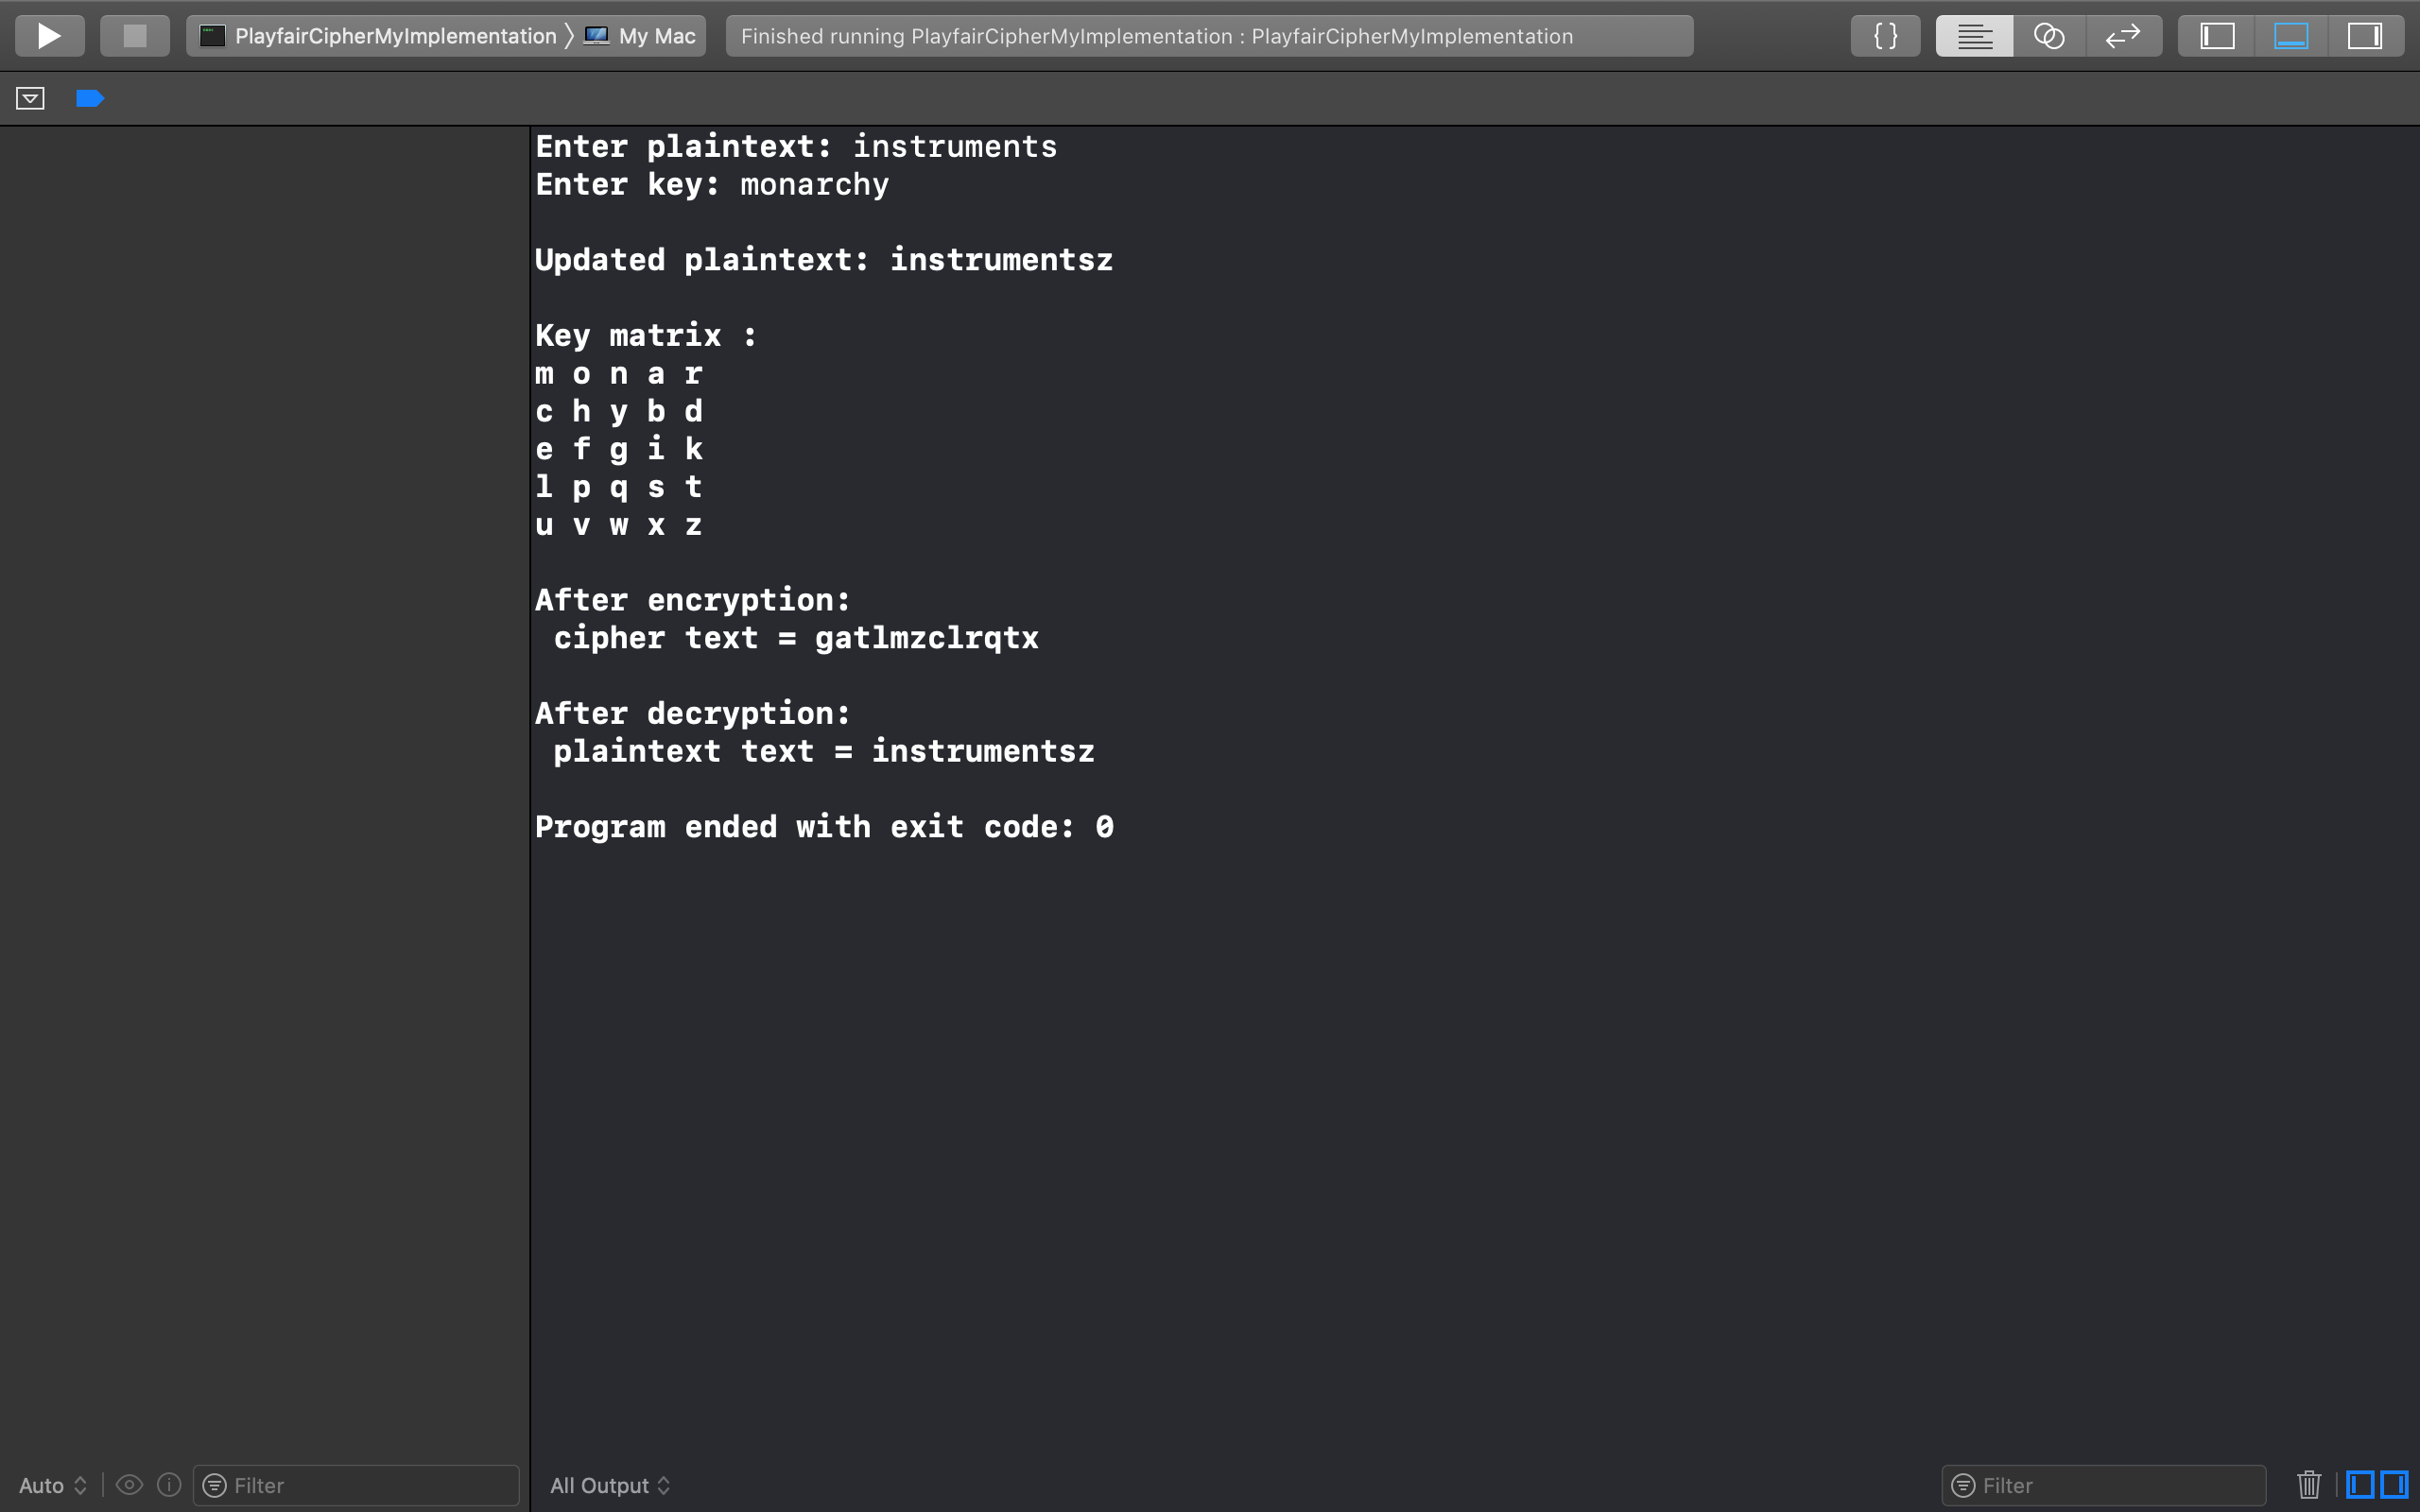 PlayfairCipherMyImplementation 〉 My Mac
Finished running PlayfairCipherMyImplementation : PlayfairCipherMyImplementation
{ }
Enter plaintext: instruments
Enter key: monarchy
Updated plaintext: instrumentsz
Key matrix :
m o n a r
c h y b d
e f g i k
l p q s t
u v w x z
After encryption:
cipher text = gatlmzclrqtx
After decryption:
plaintext text = instrumentsz
Program ended with exit code: 0
Auto
Filter
All Output
Filter